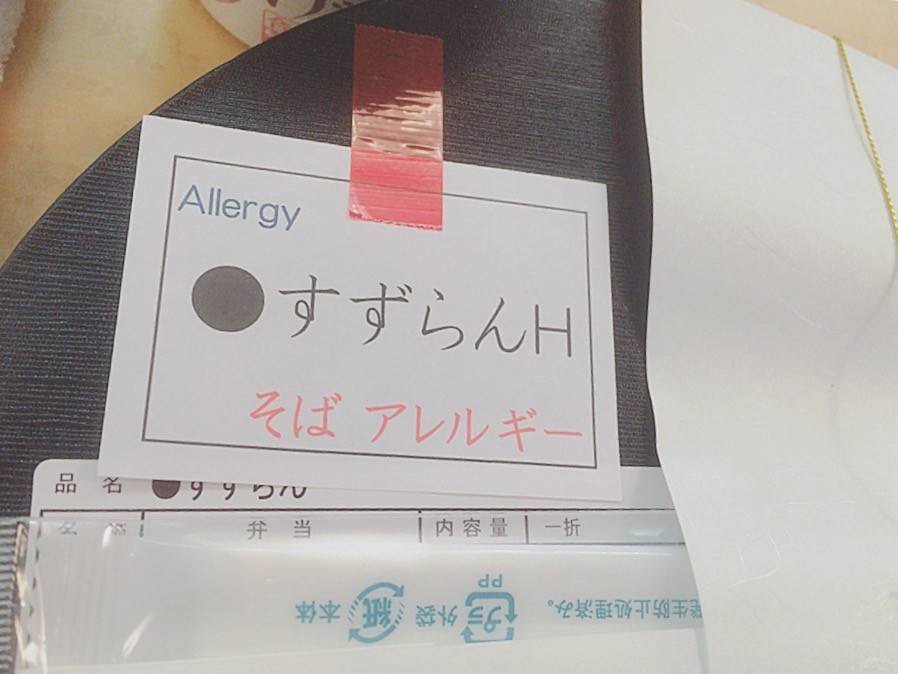 Allergy
●すずらんH
そば アレルギー
品 名 ●すずらん
名 称 弁 当 内容量 一折
本体 紙 外袋 プラ PP
生防止処理済み。